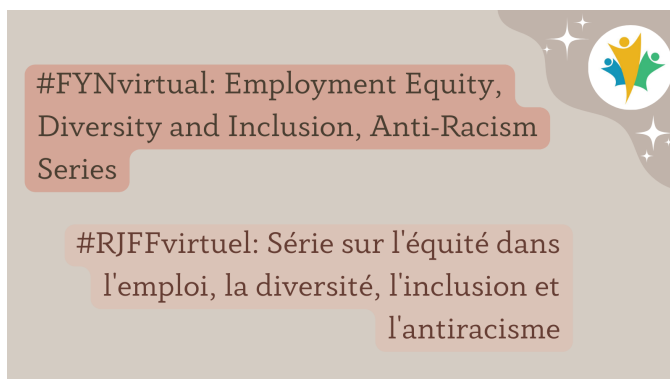 #FYNvirtual: Employment Equity,
Diversity and Inclusion, Anti-Racism
Series
#RJFFvirtuel: Série sur l'équité dans
l'emploi, la diversité, l'inclusion et
l'antiracisme